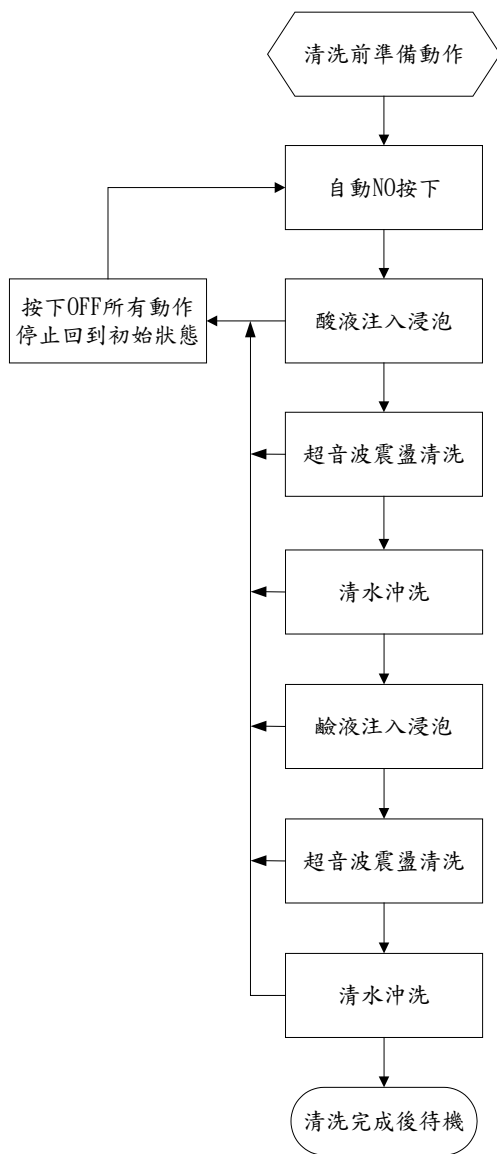 清洗前準備動作
自動NO按下
按下OFF所有動作
停止回到初始狀態
酸液注入浸泡
超音波震盪清洗
清水沖洗
鹼液注入浸泡
超音波震盪清洗
清水沖洗
清洗完成後待機